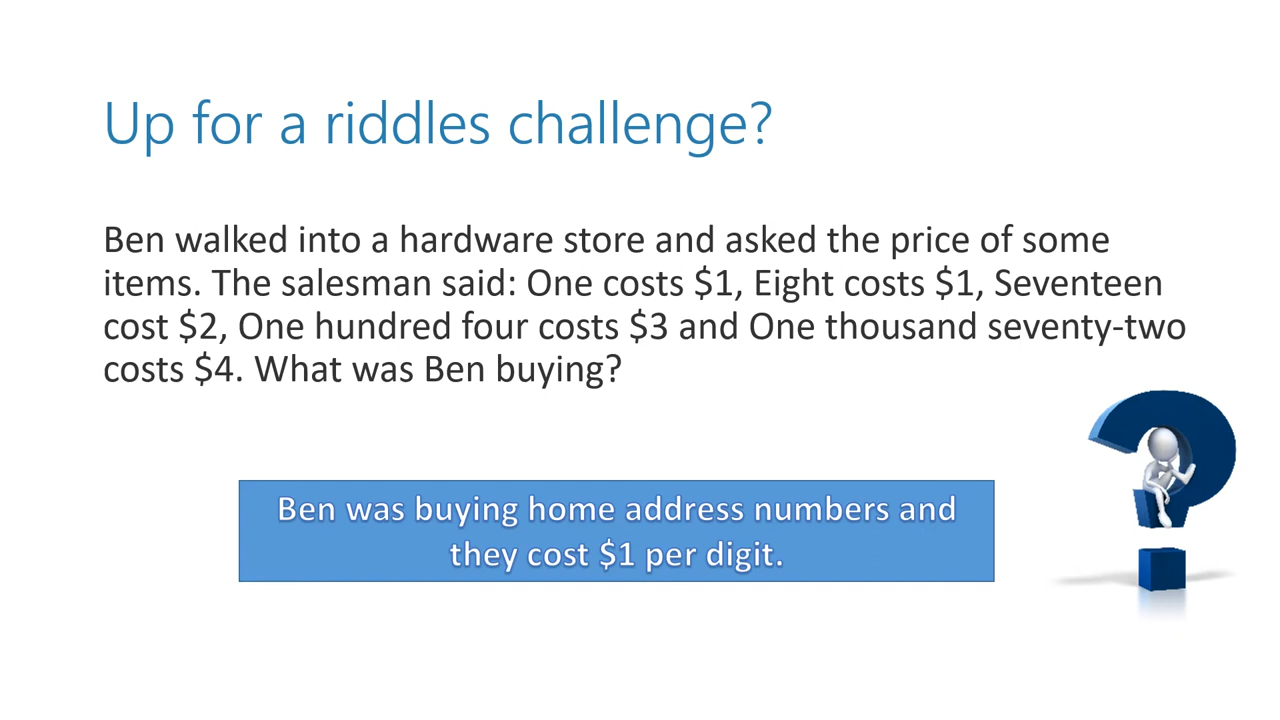 Up for a riddles challenge?
Ben walked into a hardware store and asked the price of some
items. The salesman said: One costs $1, Eight costs $1, Seventeen
cost $2, One hundred four costs $3 and One thousand seventy-two
costs $4. What was Ben buying?
Ben was buying home address numbers and
they cost $1 per digit.